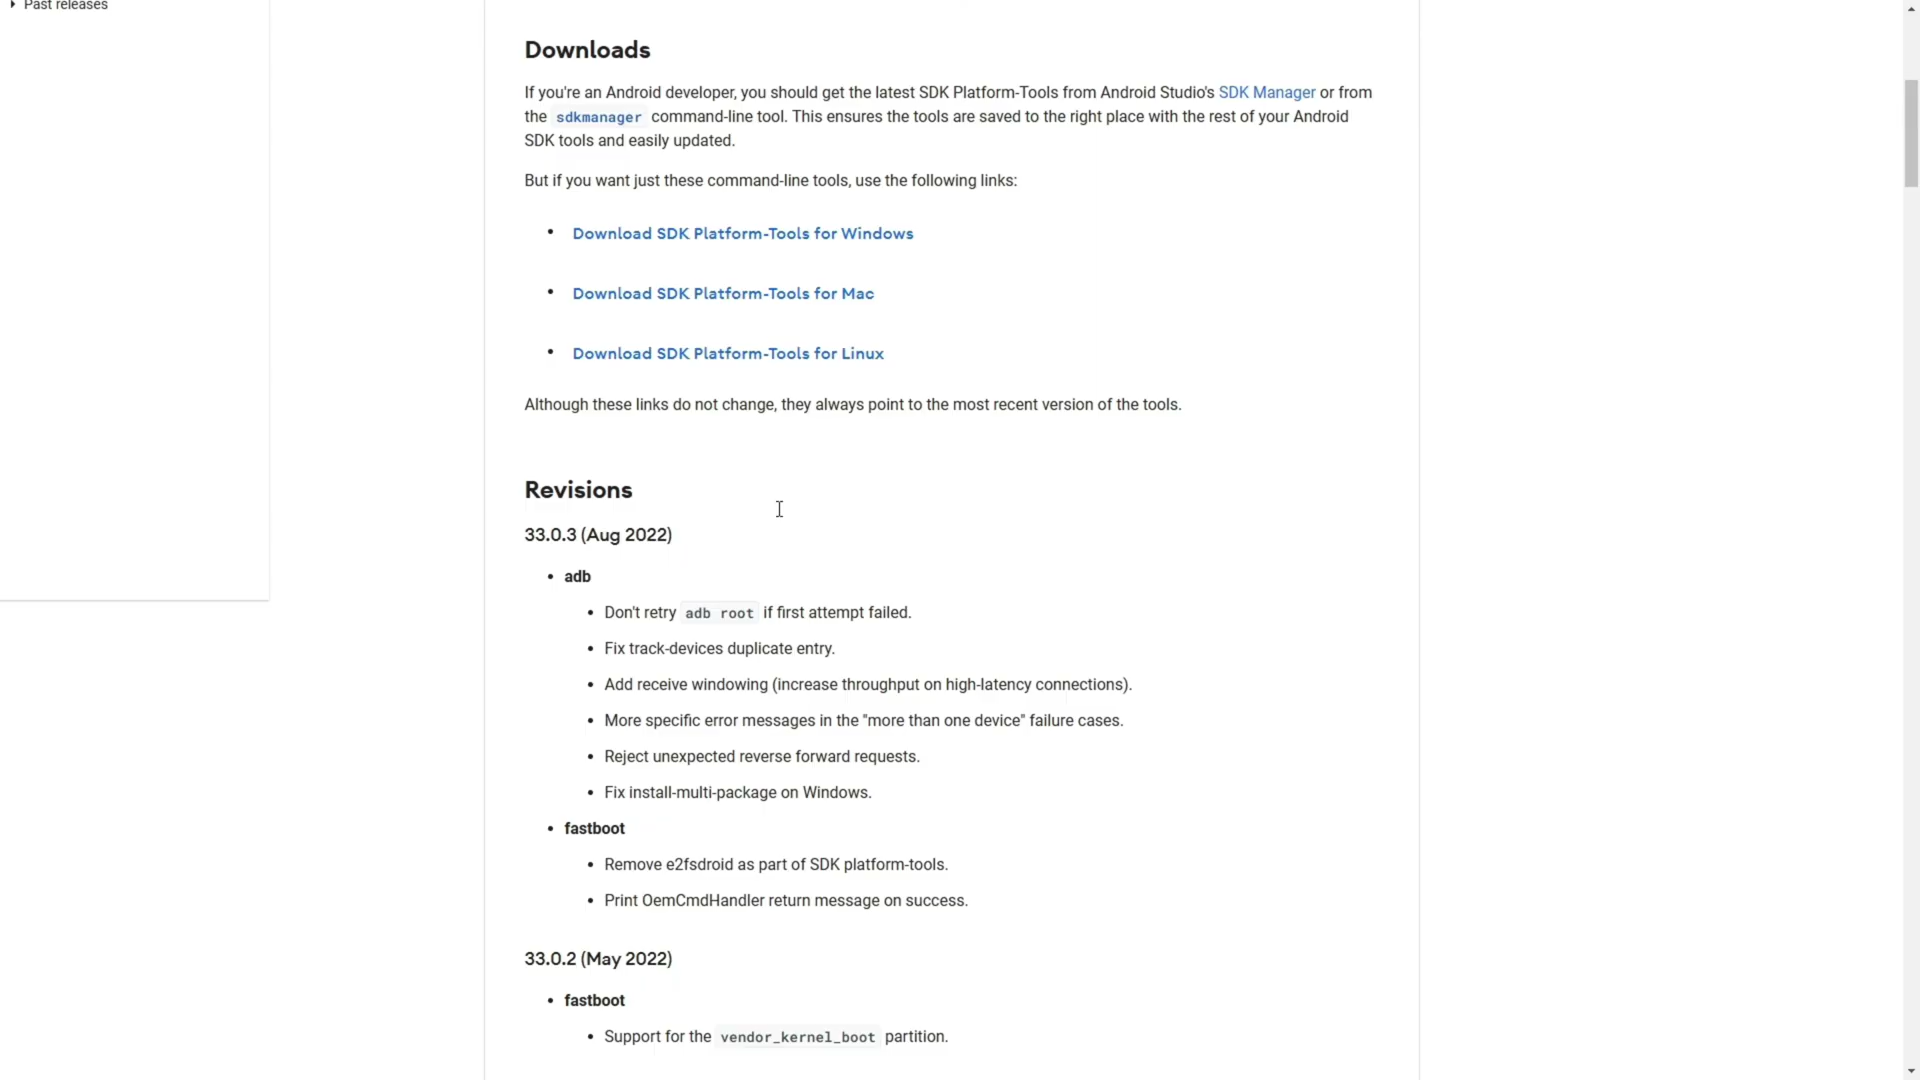 Past releases
Downloads
If you're an Android developer, you should get the latest SDK Platform-Tools from Android Studio's SDK Manager or from
the sdkmanager command-line tool. This ensures the tools are saved to the right place with the rest of your Android
SDK tools and easily updated.
But if you want just these command-line tools, use the following links:
• Download SDK Platform-Tools for Windows
• Download SDK Platform-Tools for Mac
• Download SDK Platform-Tools for Linux
Although these links do not change, they always point to the most recent version of the tools.
Revisions
33.0.3 (Aug 2022)
• adb
• Don't retry adb root if first attempt failed.
• Fix track-devices duplicate entry.
• Add receive windowing (increase throughput on high-latency connections).
• More specific error messages in the "more than one device" failure cases.
• Reject unexpected reverse forward requests.
• Fix install-multi-package on Windows.
• fastboot
• Remove e2fsdroid as part of SDK platform-tools.
• Print OemCmdHandler return message on success.
33.0.2 (May 2022)
• fastboot
• Support for the vendor_kernel_boot partition.